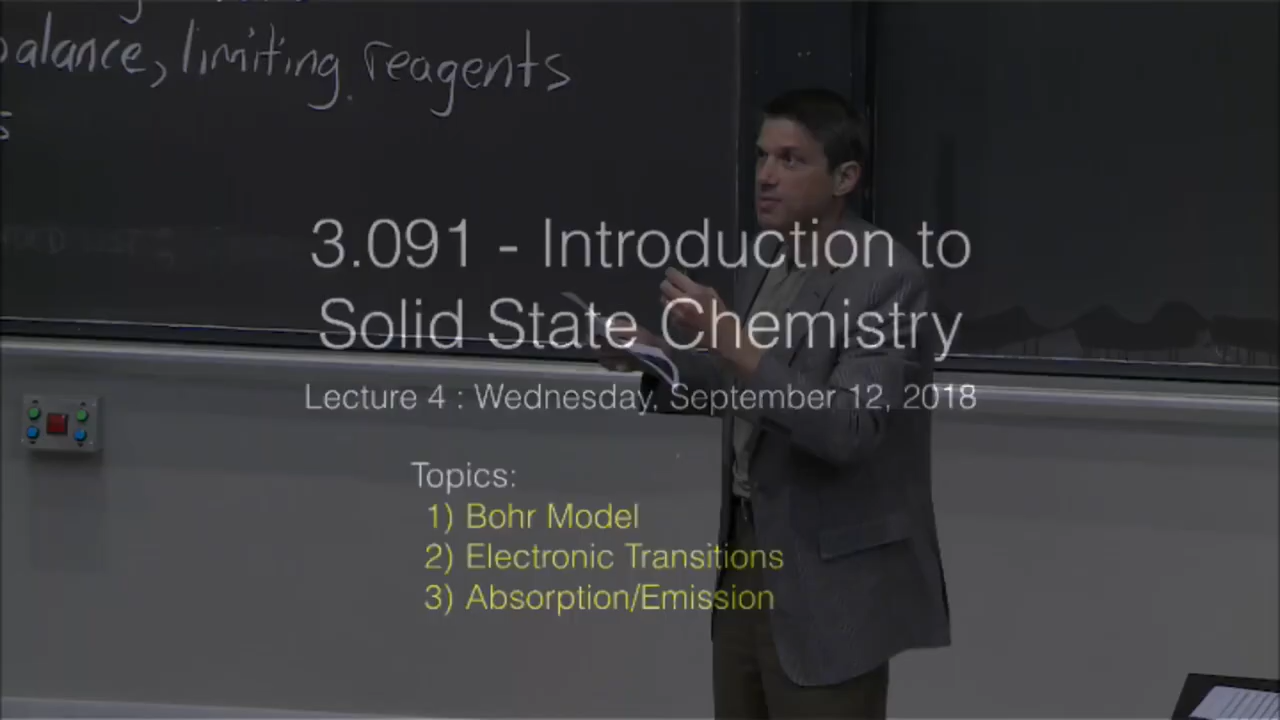 balance, limiting reagents
3.091 - Introduction to
Solid State Chemistry
Lecture 4 : Wednesday, September 12, 2018
Topics:
1) Bohr Model
2) Electronic Transitions
3) Absorption/Emission